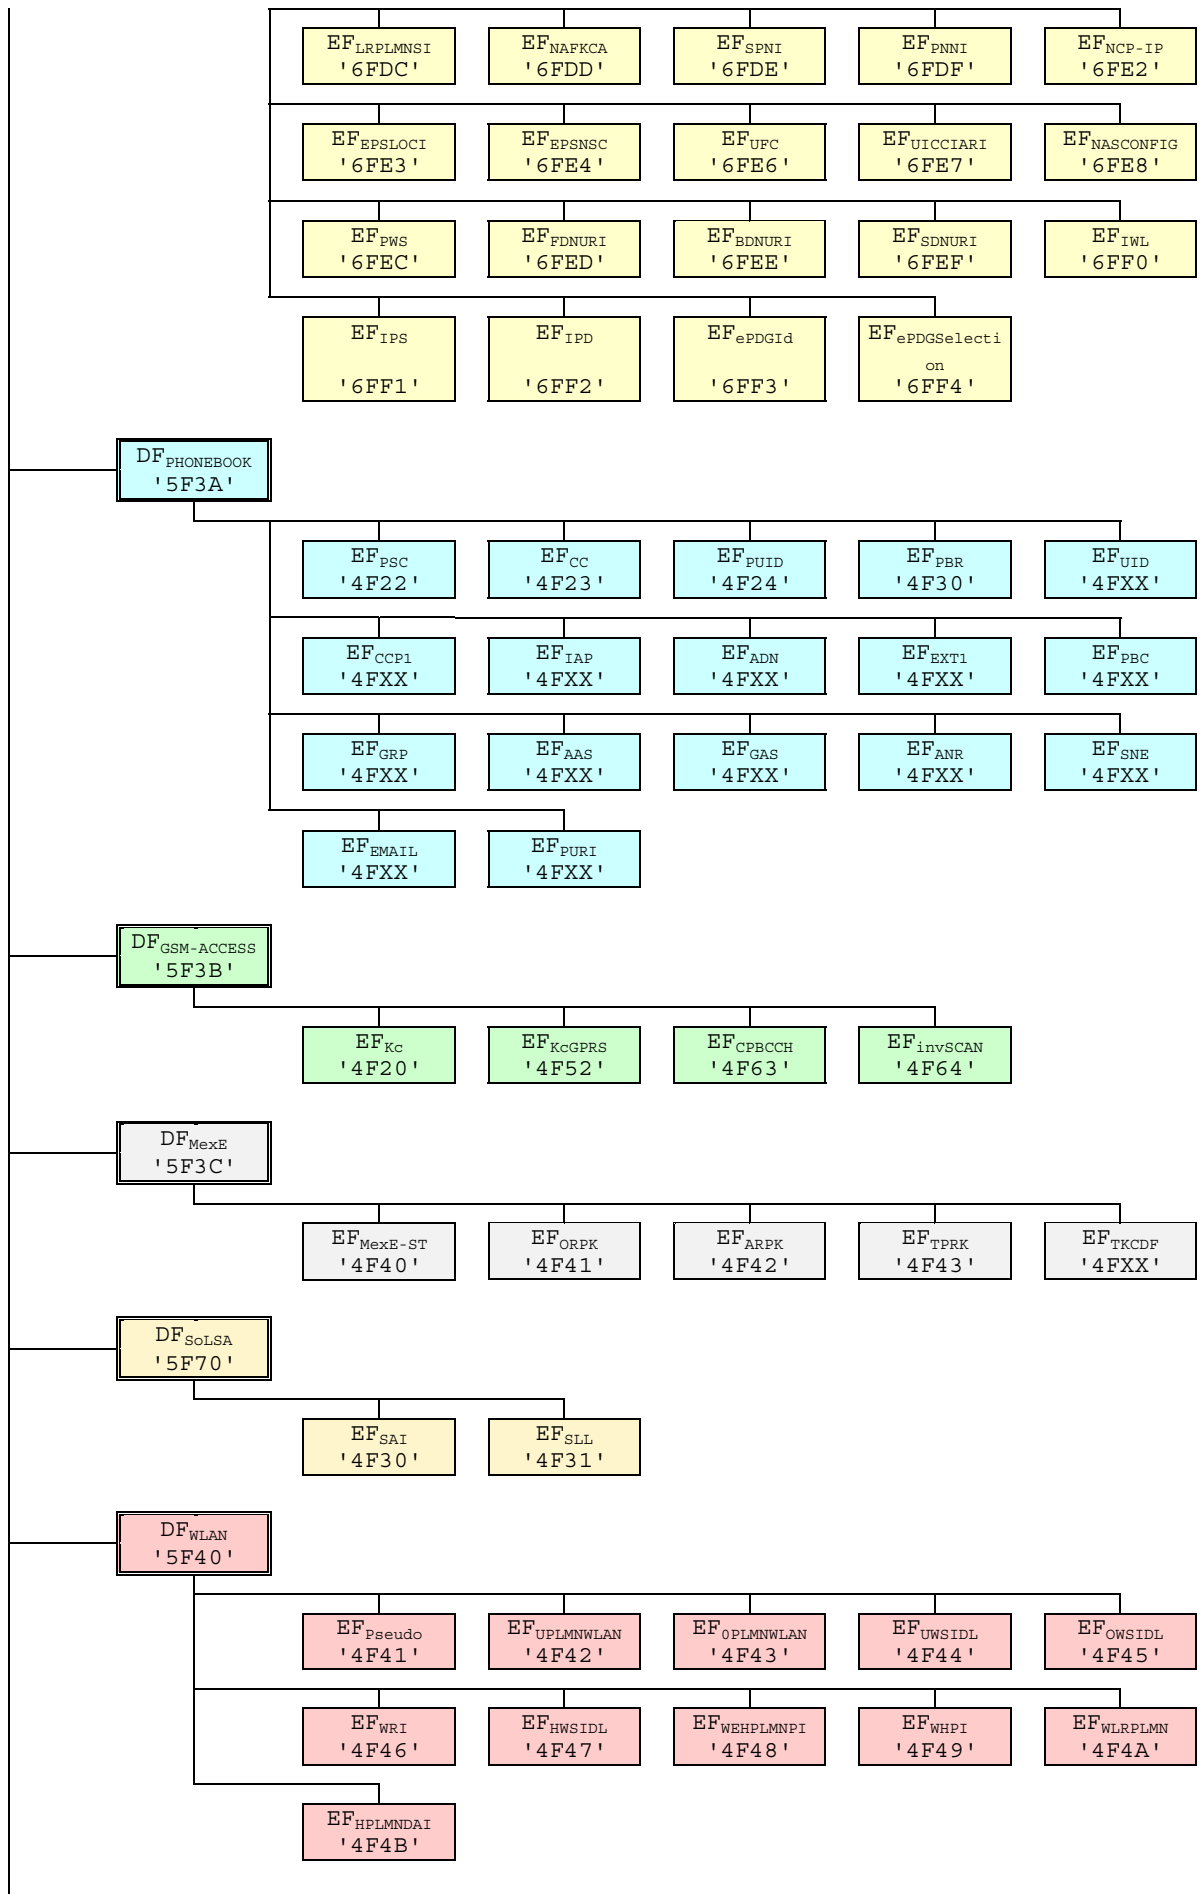 EFLRPLMNSI EFNAFKCA EFSPNI EFPNNI EFNCP-IP
'6FDC' '6FDD' '6FDE' '6FDF' '6FE2'
EFEPSLOCI EFEPSNSC EFUFC EFUICCIARI EFNASCONFIG
'6FE3' '6FE4' '6FE6' '6FE7' '6FE8'
EFPWS EFFDNURI EFBDNURI EFSDNURI EFIWL
'6FEC' '6FED' '6FEE' '6FEF' '6FF0'
EFIPS EFIPD EFePDGId EFePDGSelecti
on
'6FF1' '6FF2' '6FF3' '6FF4'
DFPHONEBOOK
'5F3A'
EFPSC EFCC EFPUID EFPBR EFUID
'4F22' '4F23' '4F24' '4F30' '4FXX'
EFCCP1 EFIAP EFADN EFEXT1 EFPBC
'4FXX' '4FXX' '4FXX' '4FXX' '4FXX'
EFGRP EFAAS EFGAS EFANR EFSNE
'4FXX' '4FXX' '4FXX' '4FXX' '4FXX'
EFEMAIL EFPURI
'4FXX' '4FXX'
DFGSM-ACCESS
'5F3B'
EFKc EFKcGPRS EFCPBCCH EFinvSCAN
'4F20' '4F52' '4F63' '4F64'
DFMexE
'5F3C'
EFMexE-ST EFORPK EFARPK EFTPRK EFTKCDF
'4F40' '4F41' '4F42' '4F43' '4FXX'
DFSoLSA
'5F70'
EFSAI EFSLL
'4F30' '4F31'
DFWLAN
'5F40'
EFPseudo EFUPLMNWLAN EF0PLMNWLAN EFUWSIDL EFOWSIDL
'4F41' '4F42' '4F43' '4F44' '4F45'
EFWRI EFHWSIDL EFWEHPLMNPI EFWHPI EFWLRPLMN
'4F46' '4F47' '4F48' '4F49' '4F4A'
EFHPLMNDAI
'4F4B'